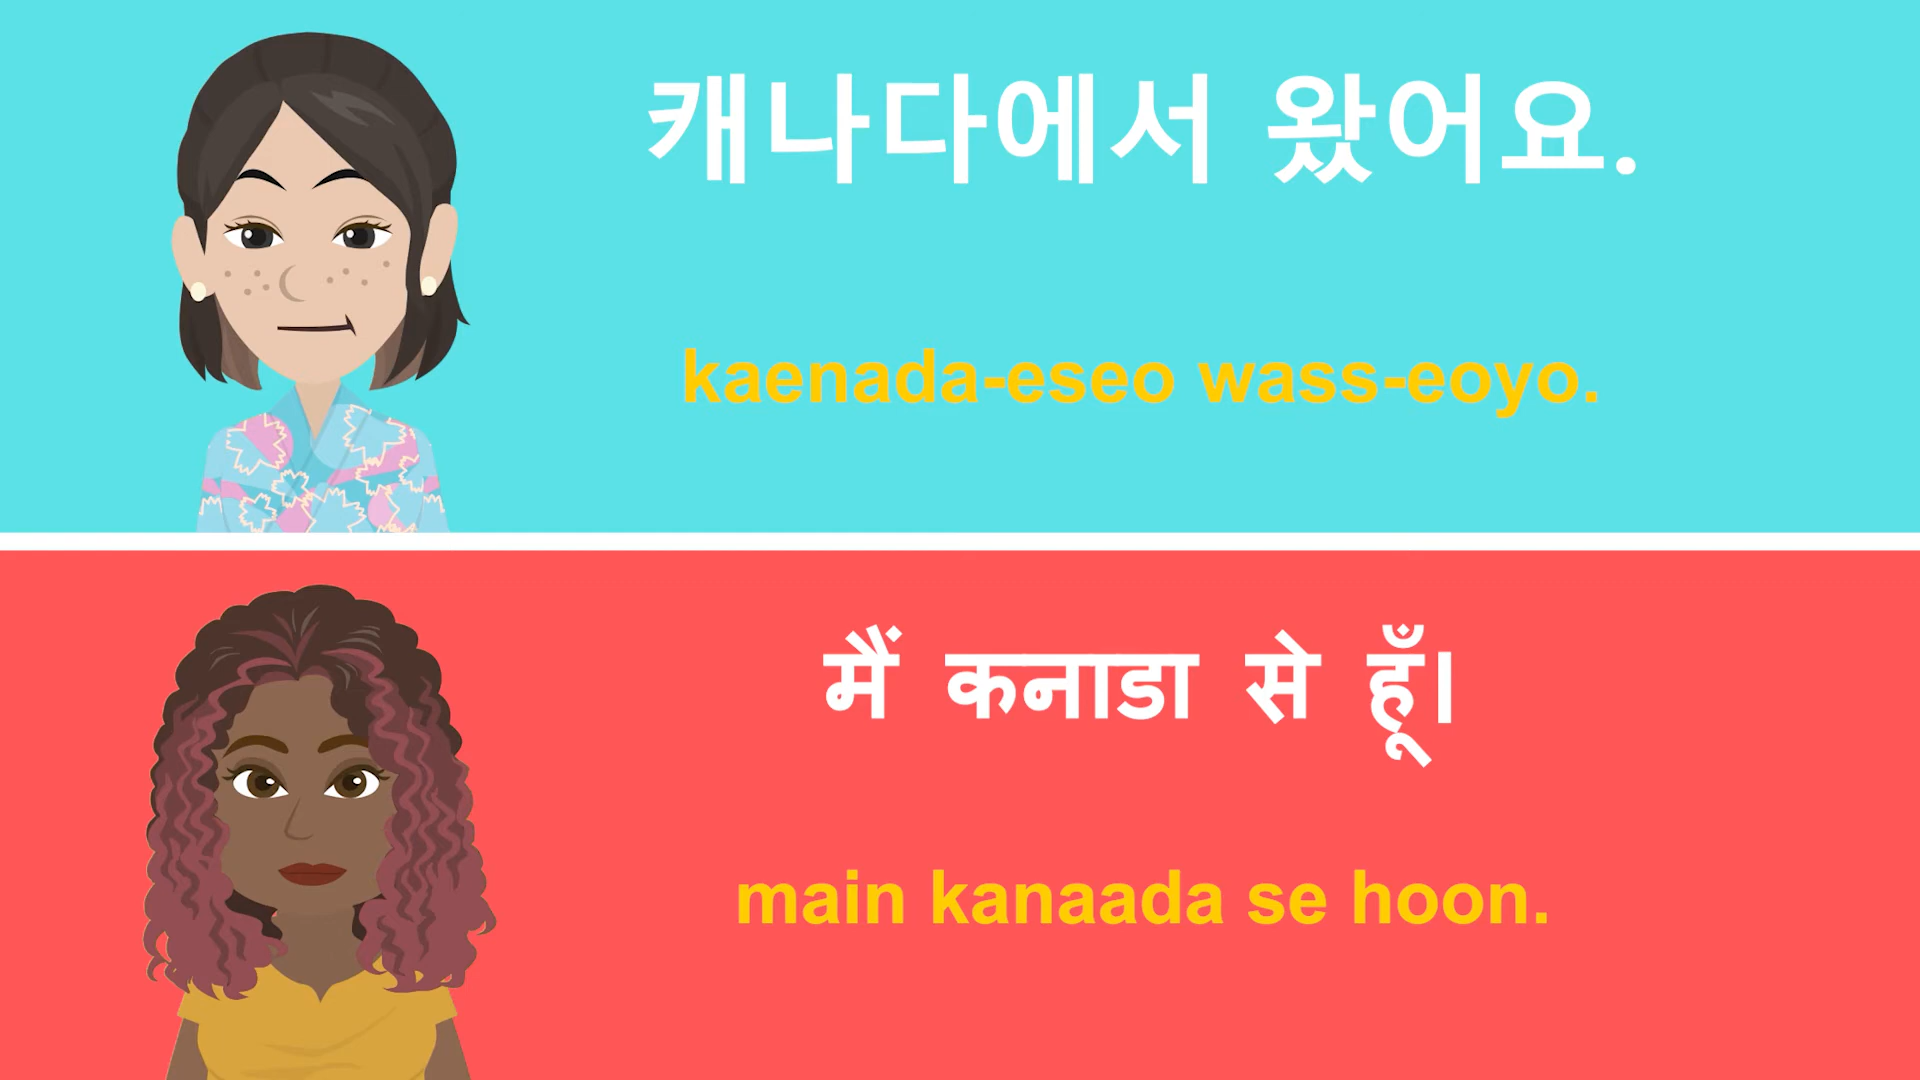 캐나다에서 왔어요.
kaenada-eseo wass-eoyo.
मैं कनाडा से हूँ।
main kanaada se hoon.